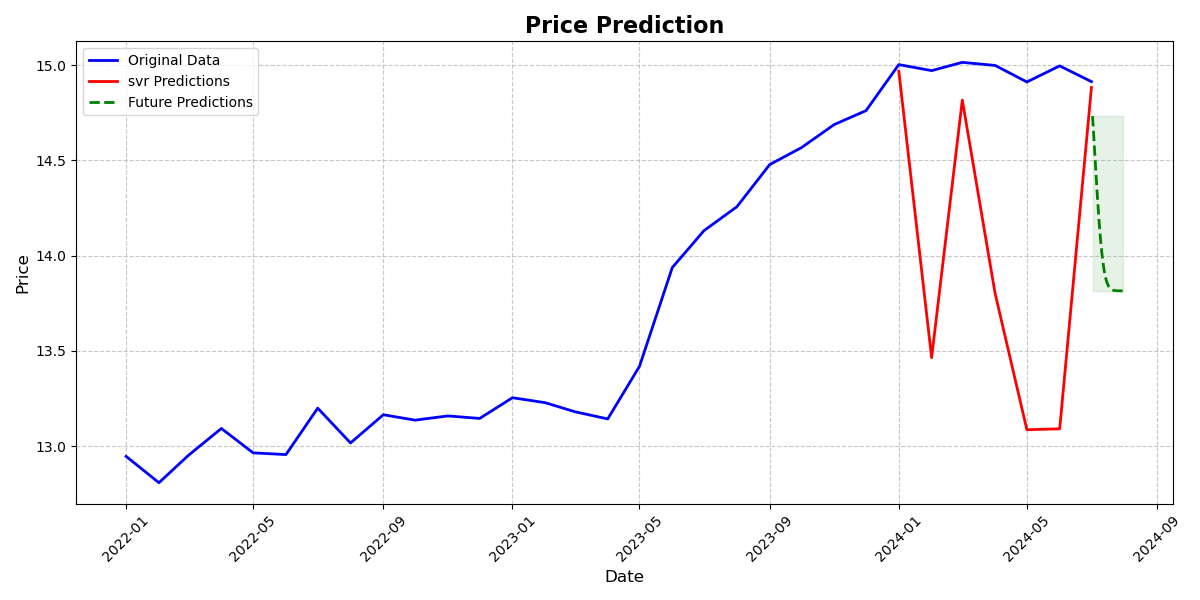 Price Prediction
Original Data
svr Predictions
Future Predictions
Price
15.0
14.5
14.0
13.5
13.0
2022-01
2022-05
2022-09
2023-01
2023-05
2023-09
2024-01
2024-05
2024-09
Date